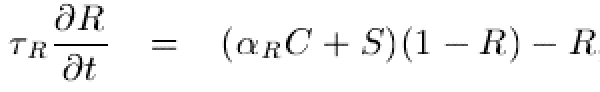 τ_R ∂R/∂t = (α_R C + S)(1 − R) − R